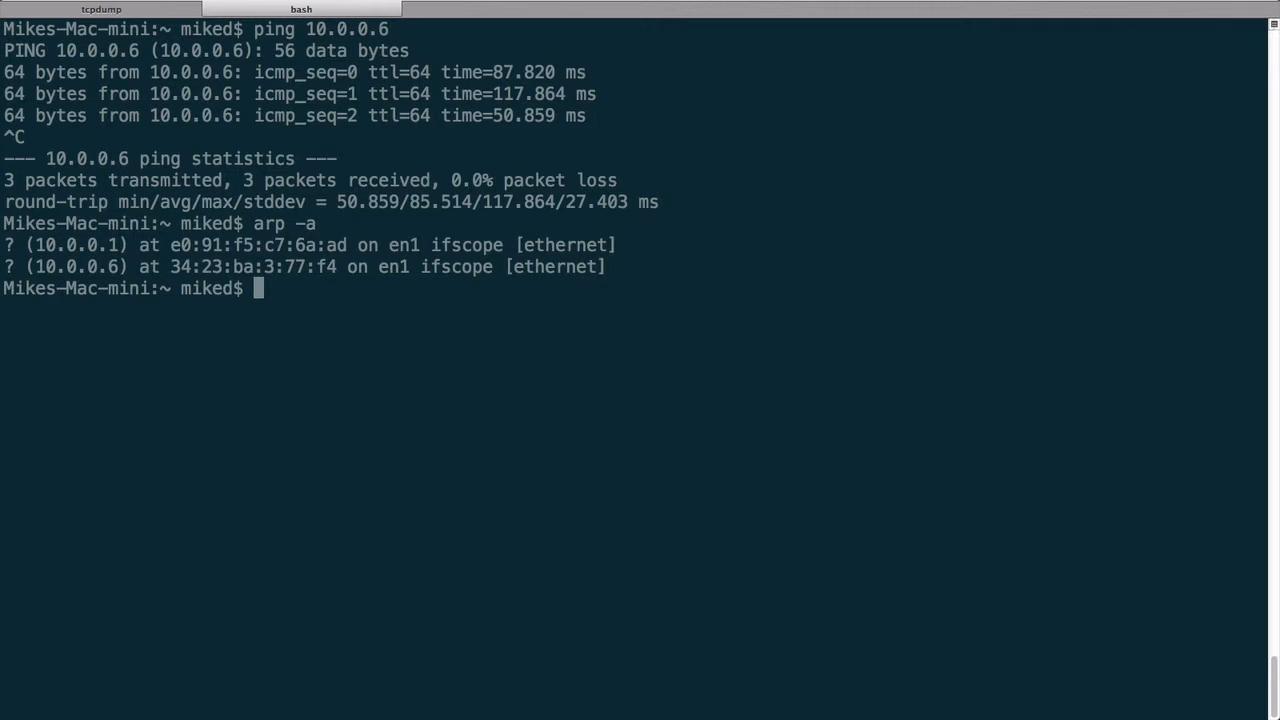 tcpdump
bash
Mikes-Mac-mini:~ miked$ ping 10.0.0.6
PING 10.0.0.6 (10.0.0.6): 56 data bytes
64 bytes from 10.0.0.6: icmp_seq=0 ttl=64 time=87.820 ms
64 bytes from 10.0.0.6: icmp_seq=1 ttl=64 time=117.864 ms
64 bytes from 10.0.0.6: icmp_seq=2 ttl=64 time=50.859 ms
^C
--- 10.0.0.6 ping statistics ---
3 packets transmitted, 3 packets received, 0.0% packet loss
round-trip min/avg/max/stddev = 50.859/85.514/117.864/27.403 ms
Mikes-Mac-mini:~ miked$ arp -a
? (10.0.0.1) at e0:91:f5:c7:6a:ad on en1 ifscope [ethernet]
? (10.0.0.6) at 34:23:ba:3:77:f4 on en1 ifscope [ethernet]
Mikes-Mac-mini:~ miked$